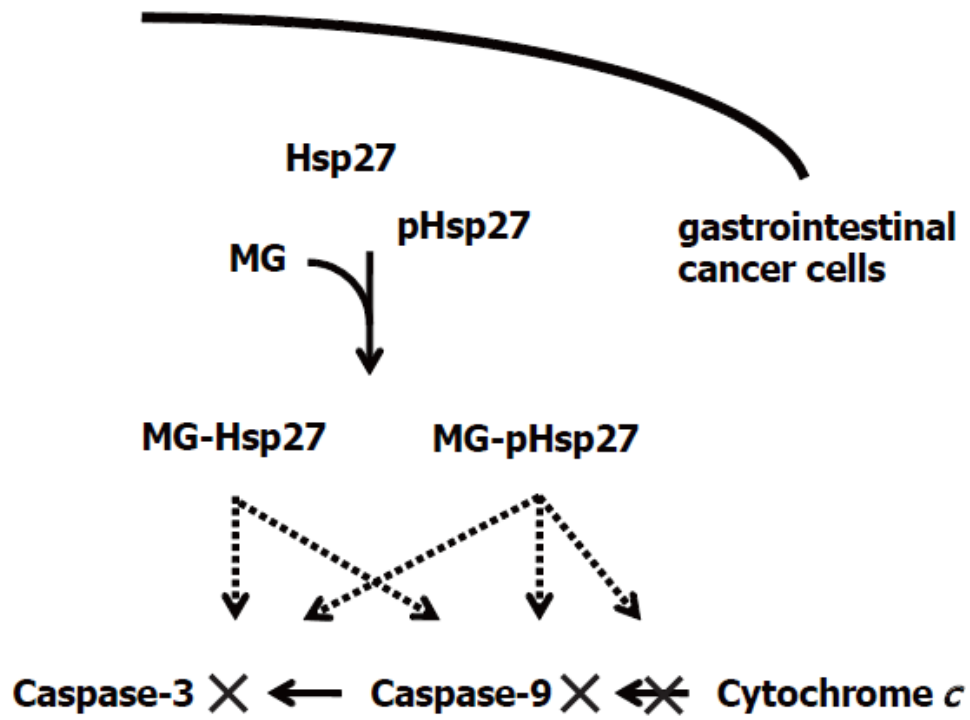 Hsp27
pHsp27
MG
gastrointestinal
cancer cells
MG-Hsp27
MG-pHsp27
Caspase-3
Caspase-9
Cytochrome c